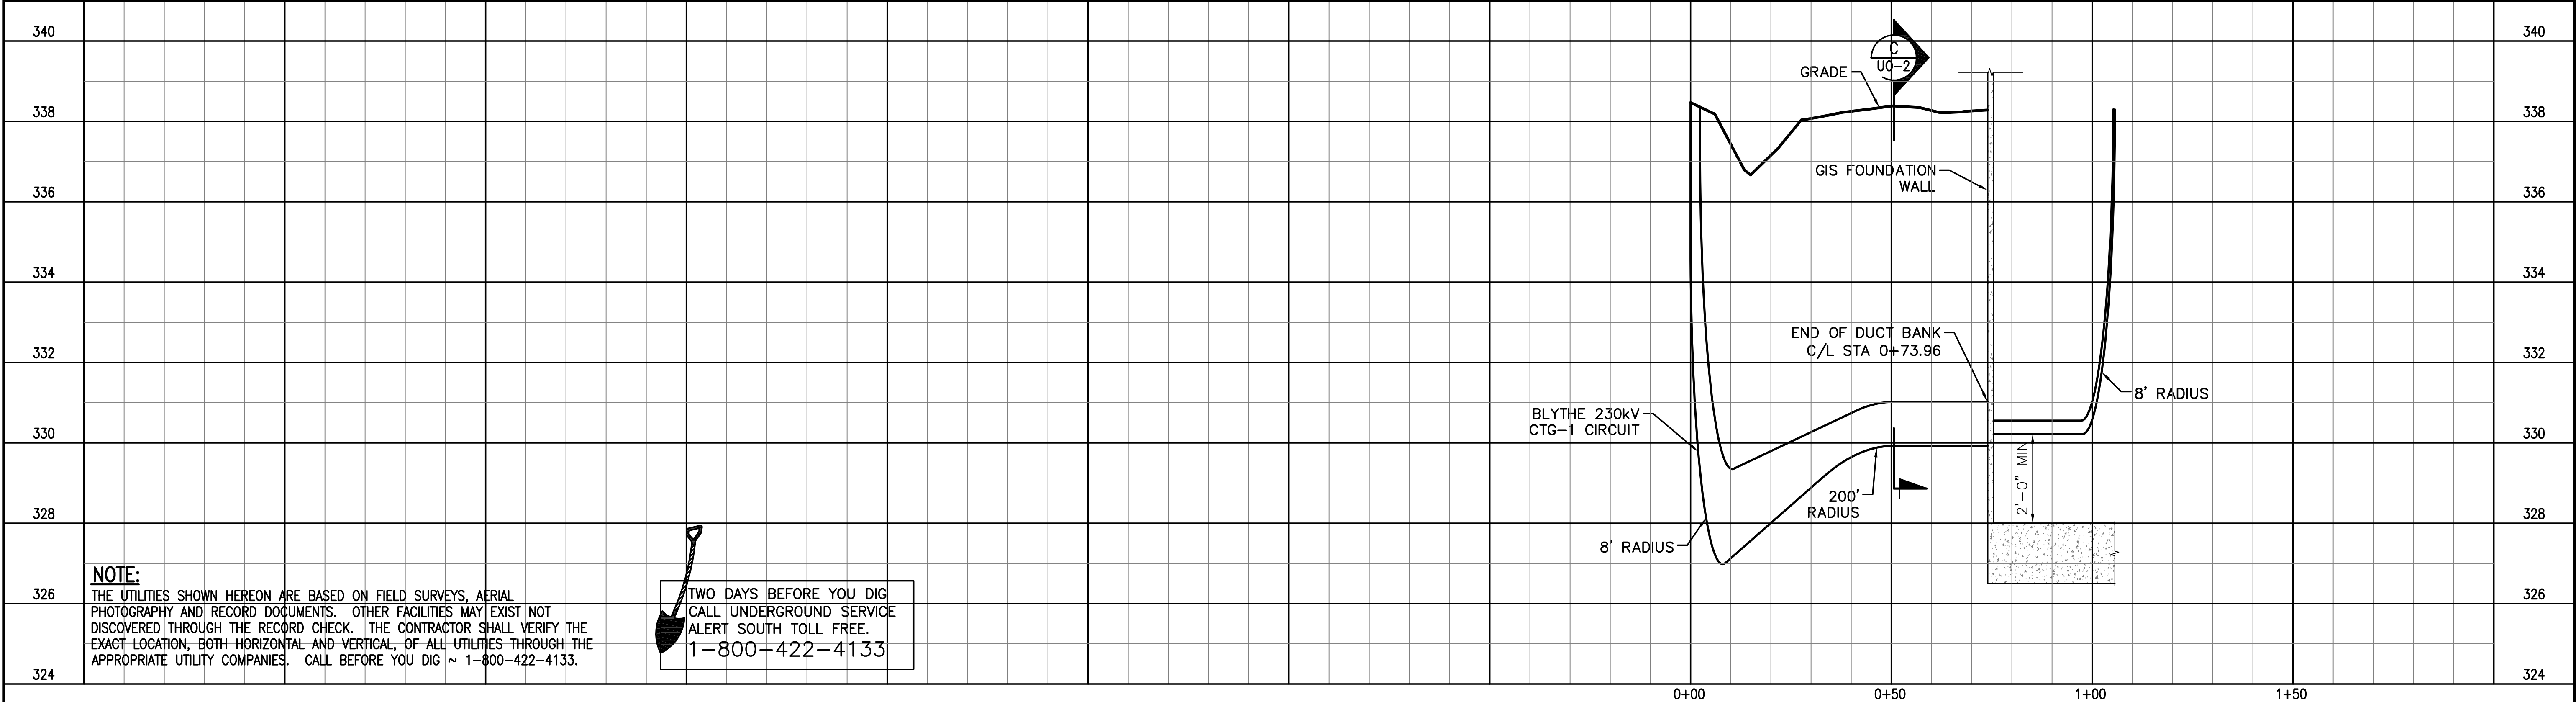 340
340
C
UG-2
GRADE
338
338
GIS FOUNDATION
WALL
336
336
334
334
END OF DUCT BANK
C/L STA 0+73.96
332
332
8' RADIUS
BLYTHE 230kV
CTG-1 CIRCUIT
330
330
2'-0" MIN
200'
RADIUS
328
328
8' RADIUS
NOTE:
THE UTILITIES SHOWN HEREON ARE BASED ON FIELD SURVEYS, AERIAL
PHOTOGRAPHY AND RECORD DOCUMENTS. OTHER FACILITIES MAY EXIST NOT
DISCOVERED THROUGH THE RECORD CHECK. THE CONTRACTOR SHALL VERIFY THE
EXACT LOCATION, BOTH HORIZONTAL AND VERTICAL, OF ALL UTILITIES THROUGH THE
APPROPRIATE UTILITY COMPANIES. CALL BEFORE YOU DIG ~ 1-800-422-4133.
TWO DAYS BEFORE YOU DIG
CALL UNDERGROUND SERVICE
ALERT SOUTH TOLL FREE.
1-800-422-4133
326
326
324
324
0+00
0+50
1+00
1+50